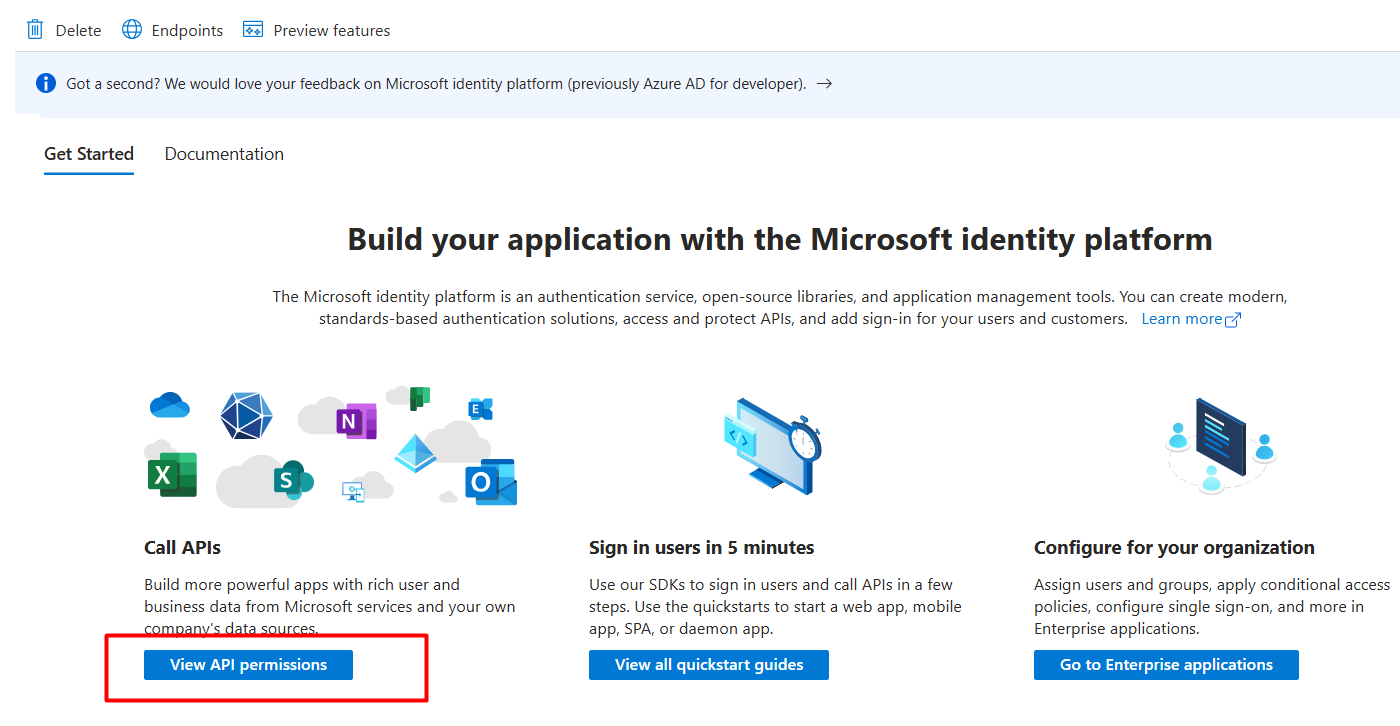 Delete Endpoints Preview features
Got a second? We would love your feedback on Microsoft identity platform (previously Azure AD for developer). →
Get Started Documentation
Build your application with the Microsoft identity platform
The Microsoft identity platform is an authentication service, open-source libraries, and application management tools. You can create modern,
standards-based authentication solutions, access and protect APIs, and add sign-in for your users and customers. Learn more
N
E
X
S
O
Call APIs
Build more powerful apps with rich user and
business data from Microsoft services and your own
company's data sources.
View API permissions
Sign in users in 5 minutes
Use our SDKs to sign in users and call APIs in a few
steps. Use the quickstarts to start a web app, mobile
app, SPA, or daemon app.
View all quickstart guides
Configure for your organization
Assign users and groups, apply conditional access
policies, configure single sign-on, and more in
Enterprise applications.
Go to Enterprise applications